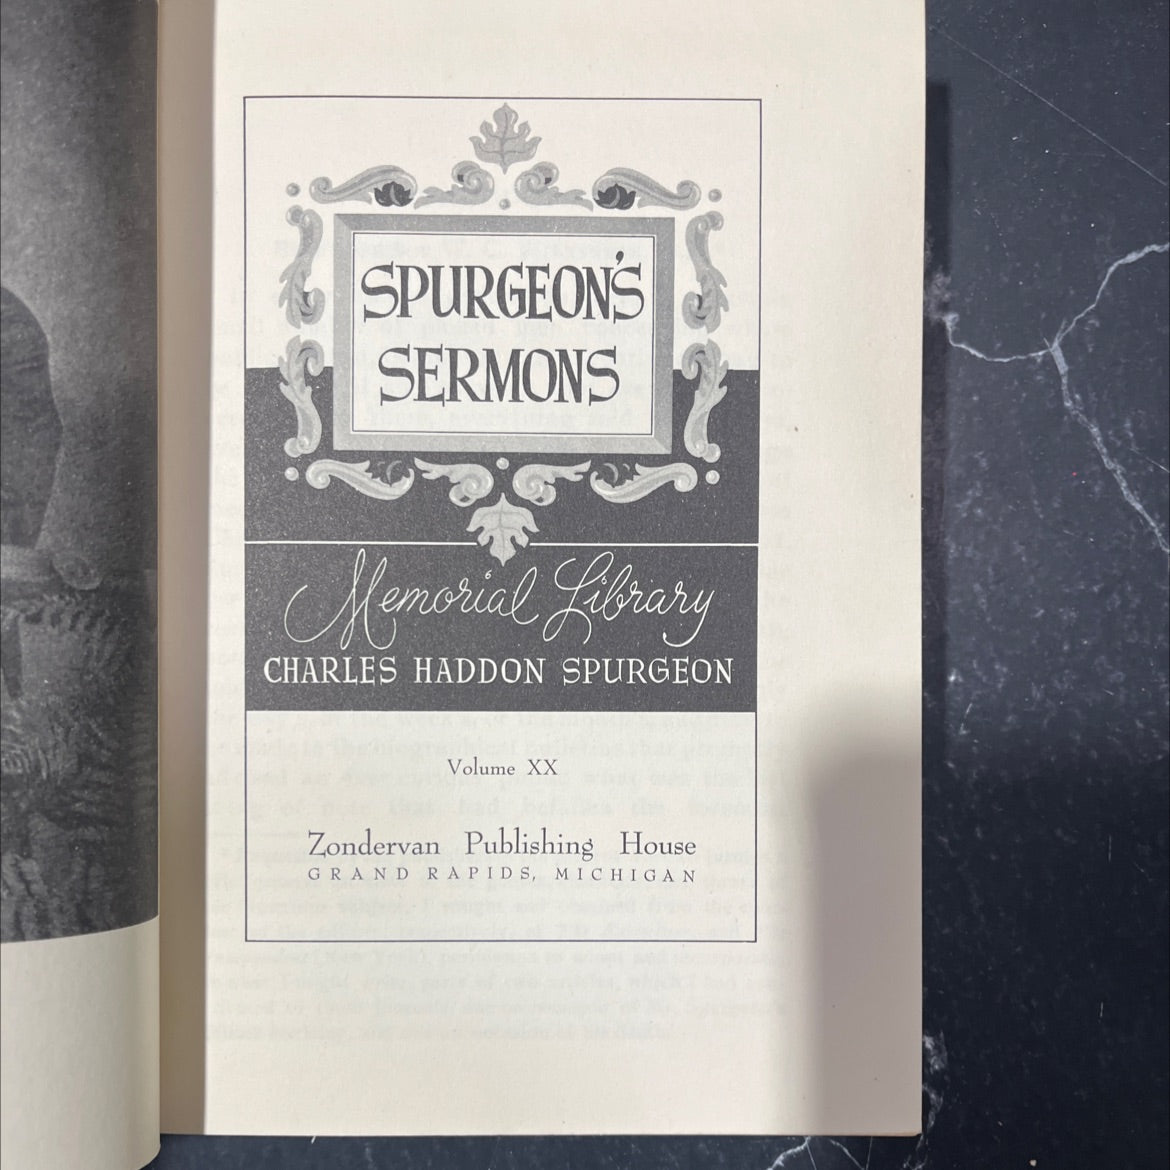 SPURGEON'S
SERMONS
Memorial Library
CHARLES HADDON SPURGEON
Volume XX
Zondervan Publishing House
GRAND RAPIDS, MICHIGAN